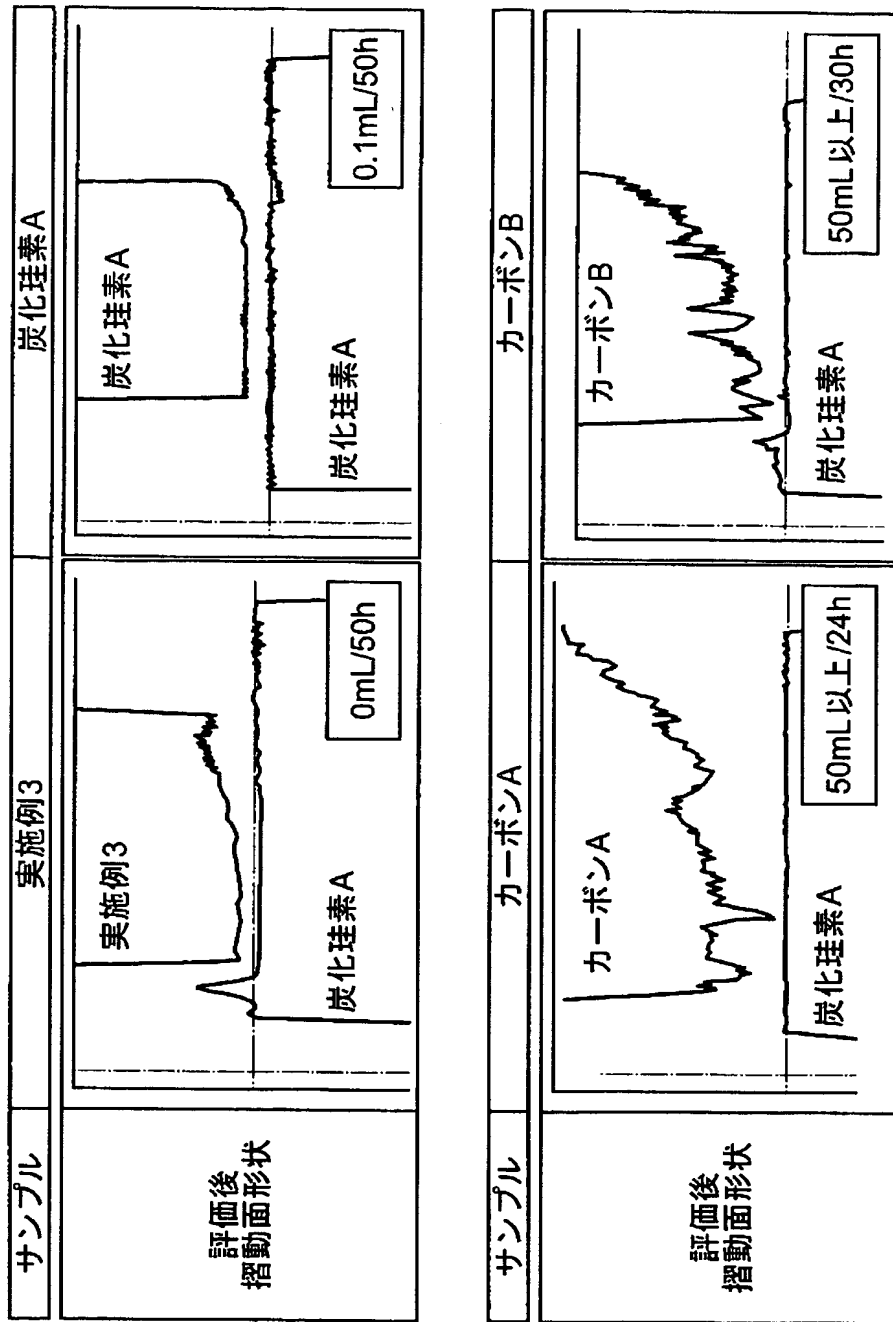 サンプル
実施例3
炭化珪素A
評価後
摺動面形状
実施例3
炭化珪素A
0mL/50h
炭化珪素A
炭化珪素A
0.1mL/50h
サンプル
カーボンA
カーボンB
評価後
摺動面形状
カーボンA
炭化珪素A
50mL以上/24h
カーボンB
炭化珪素A
50mL以上/30h